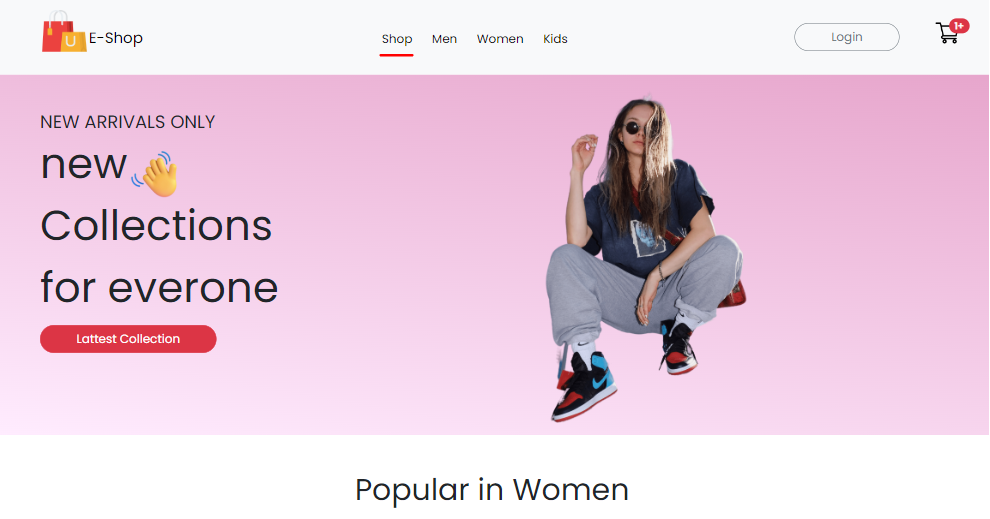 U
E-Shop
Shop Men Women Kids
Login
1+
NEW ARRIVALS ONLY
new
Collections
for everone
Lattest Collection
Popular in Women